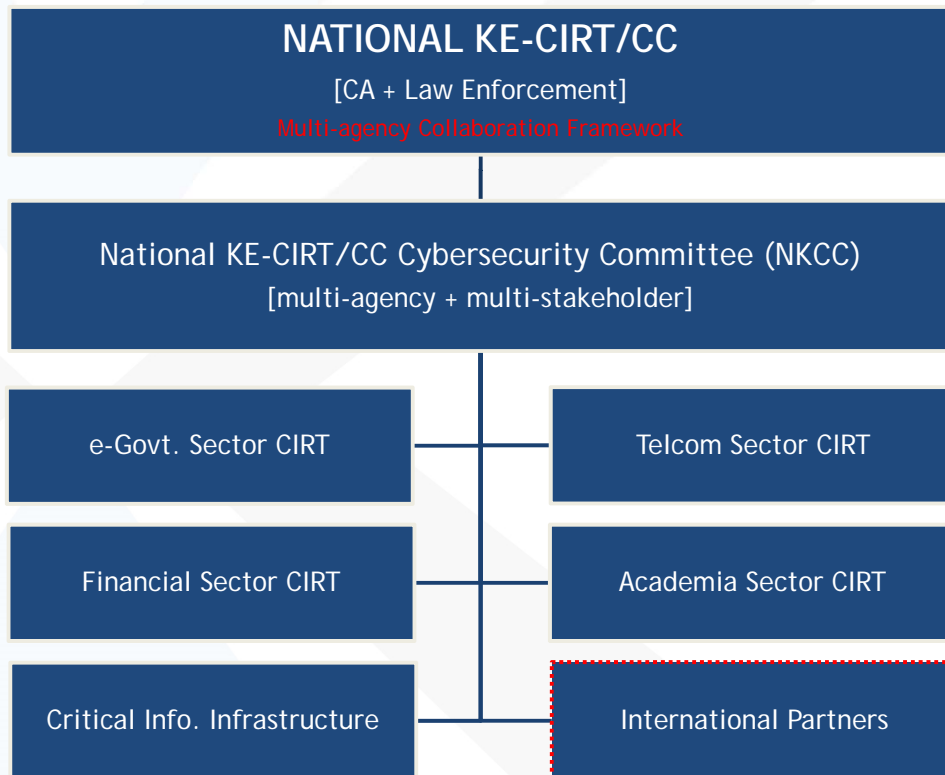 NATIONAL KE-CIRT/CC
[CA + Law Enforcement]
Multi-agency Collaboration Framework
National KE-CIRT/CC Cybersecurity Committee (NKCC)
[multi-agency + multi-stakeholder]
e-Govt. Sector CIRT
Telcom Sector CIRT
Financial Sector CIRT
Academia Sector CIRT
Critical Info. Infrastructure
International Partners